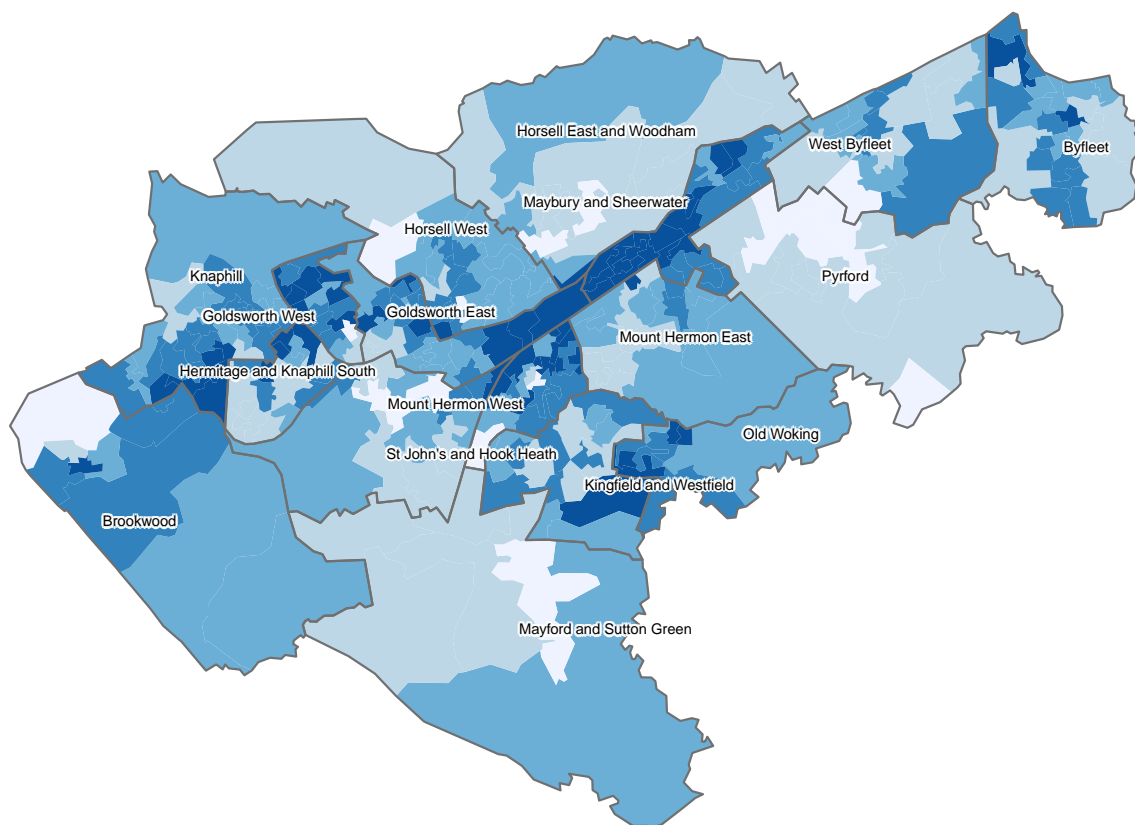 Horsell East and Woodham
West Byfleet
Byfleet
Maybury and Sheerwater
Horsell West
Knaphill
Pyrford
Goldsworth West
Goldsworth East
Mount Hermon East
Hermitage and Knaphill South
Mount Hermon West
Old Woking
St John's and Hook Heath
Kingfield and Westfield
Brookwood
Mayford and Sutton Green